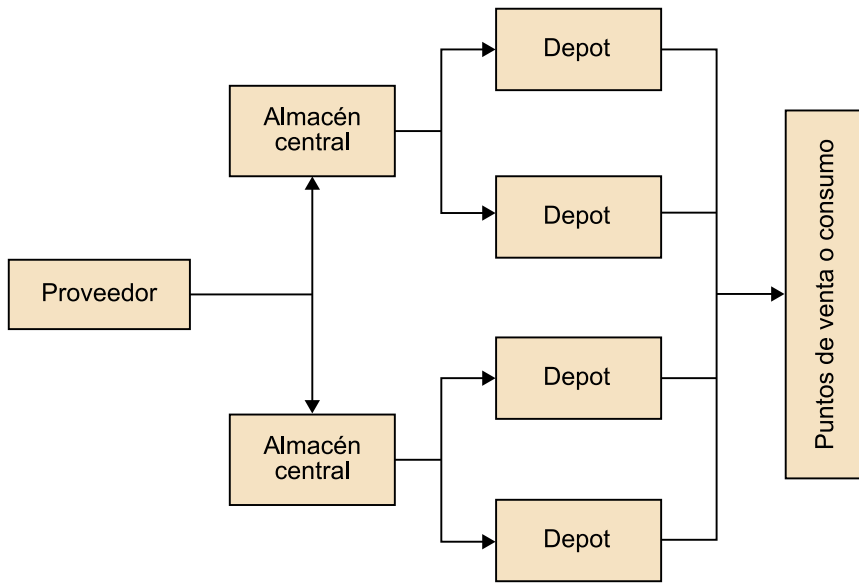 Depot
Almacén
central
Depot
Proveedor
Depot
Almacén
central
Depot
Puntos de venta o consumo